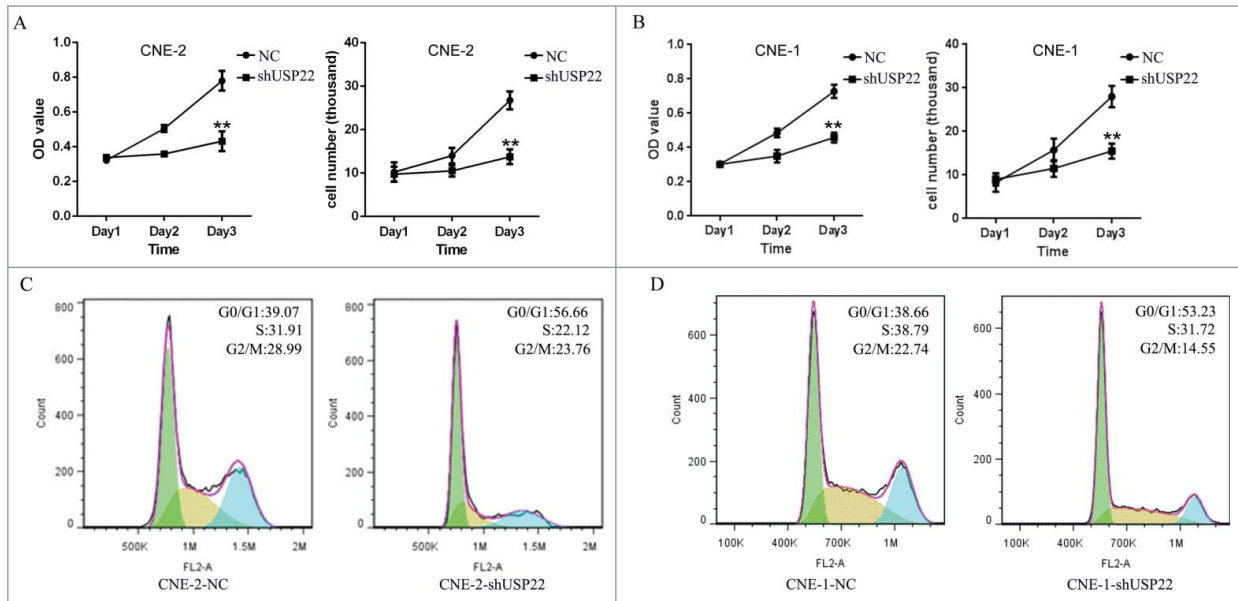 A
CNE-2
NC
shUSP22
OD value
1.0
0.8
0.6
0.4
0.2
0.0
**
Day1 Day2 Day3
Time
CNE-2
NC
shUSP22
cell number (thousand)
40
30
20
10
0
**
Day1 Day2 Day3
Time
B
CNE-1
NC
shUSP22
OD value
1.0
0.8
0.6
0.4
0.2
0.0
**
Day1 Day2 Day3
Time
CNE-1
NC
shUSP22
cell number (thousand)
40
30
20
10
0
**
Day1 Day2 Day3
Time
C
G0/G1:39.07
S:31.91
G2/M:28.99
Count
800
600
400
200
0
500K 1M 1.5M 2M
FL2-A
CNE-2-NC
G0/G1:56.66
S:22.12
G2/M:23.76
Count
800
600
400
200
0
500K 1M 1.5M 2M
FL2-A
CNE-2-shUSP22
D
G0/G1:38.66
S:38.79
G2/M:22.74
Count
600
400
200
0
100K 400K 700K 1M
FL2-A
CNE-1-NC
G0/G1:53.23
S:31.72
G2/M:14.55
Count
600
400
200
0
100K 400K 700K 1M
FL2-A
CNE-1-shUSP22